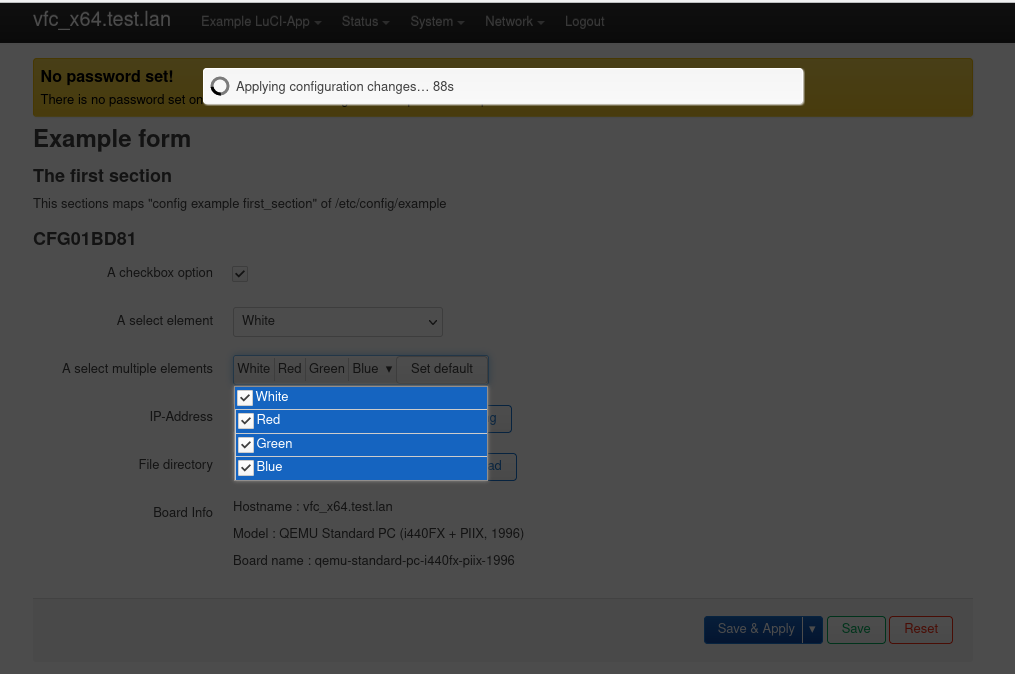 vfc_x64.test.lan Example LuCI-App Status System Network Logout
No password set!
Applying configuration changes… 88s
There is no password set on
Example form
The first section
This sections maps "config example first_section" of /etc/config/example
CFG01BD81
A checkbox option
A select element White
A select multiple elements White Red Green Blue ▾ Set default
White
IP-Address
Red
Green
File directory
Blue
Board Info Hostname : vfc_x64.test.lan
Model : QEMU Standard PC (i440FX + PIIX, 1996)
Board name : qemu-standard-pc-i440fx-piix-1996
Save & Apply ▾ Save Reset